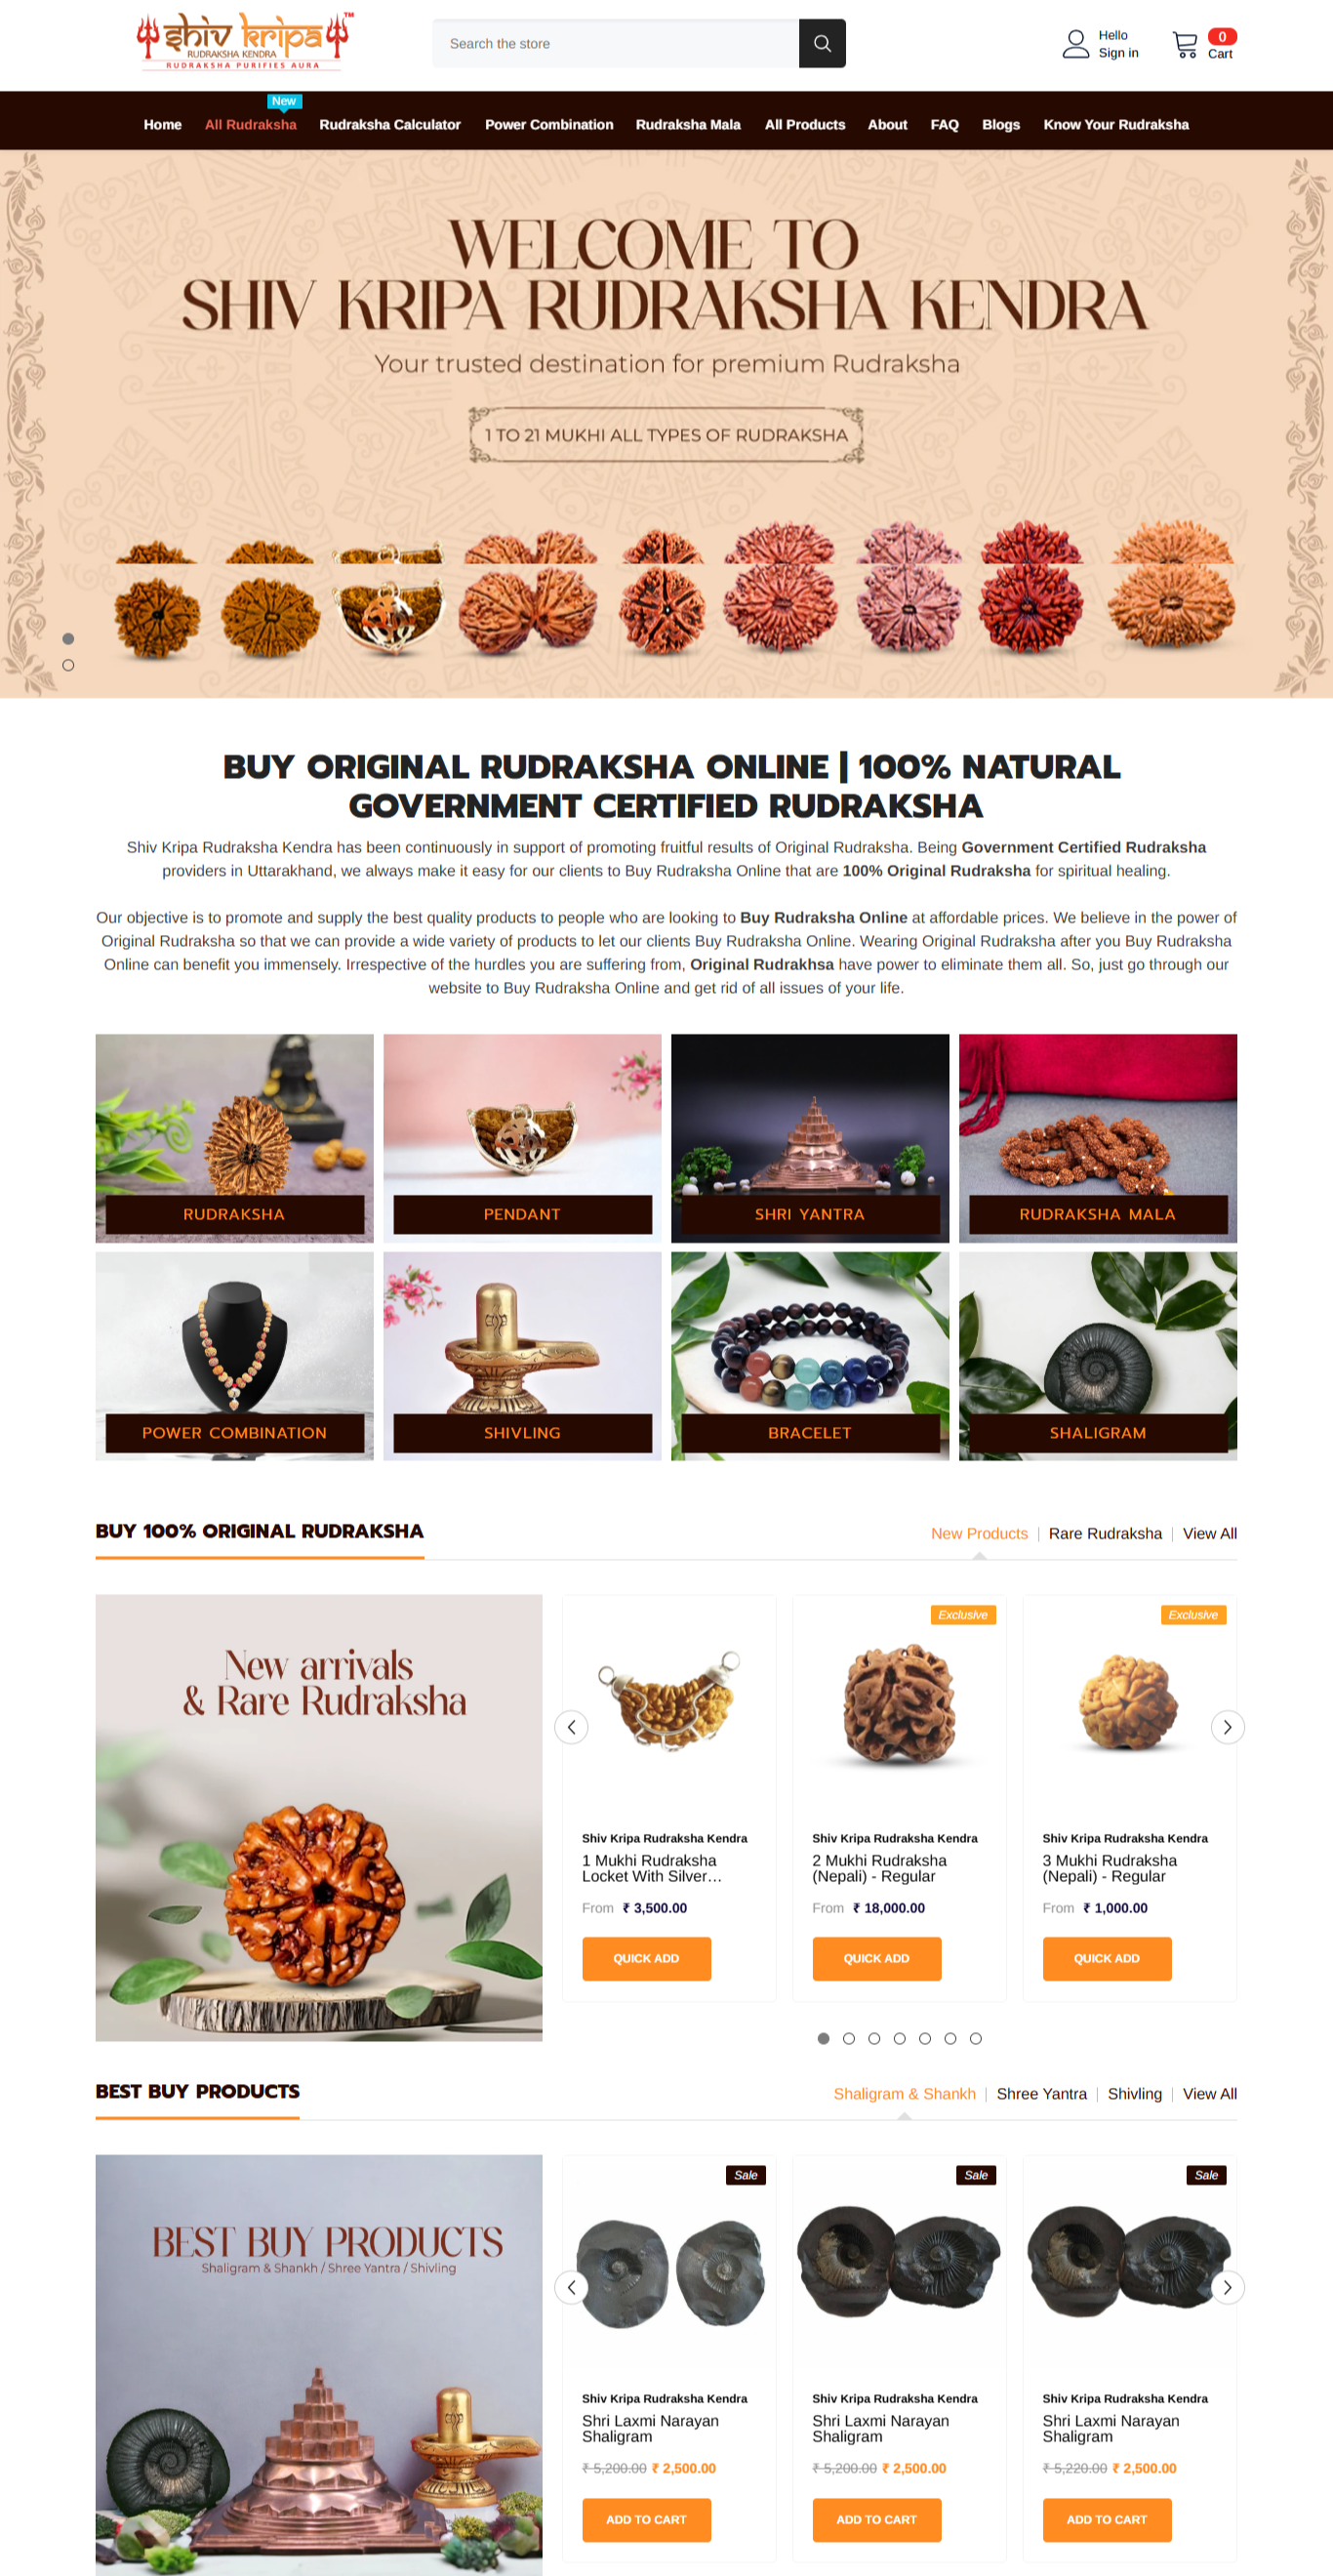 shiv kripa™
RUDRAKSHA KENDRA
RUDRAKSHA PURIFIES AURA
Search the store
Hello
Sign in
0
Cart
New
Home All Rudraksha Rudraksha Calculator Power Combination Rudraksha Mala All Products About FAQ Blogs Know Your Rudraksha
WELCOME TO
SHIV KRIPA RUDRAKSHA KENDRA
Your trusted destination for premium Rudraksha
1 TO 21 MUKHI ALL TYPES OF RUDRAKSHA
BUY ORIGINAL RUDRAKSHA ONLINE | 100% NATURAL
GOVERNMENT CERTIFIED RUDRAKSHA
Shiv Kripa Rudraksha Kendra has been continuously in support of promoting fruitful results of Original Rudraksha. Being Government Certified Rudraksha
providers in Uttarakhand, we always make it easy for our clients to Buy Rudraksha Online that are 100% Original Rudraksha for spiritual healing.
Our objective is to promote and supply the best quality products to people who are looking to Buy Rudraksha Online at affordable prices. We believe in the power of
Original Rudraksha so that we can provide a wide variety of products to let our clients Buy Rudraksha Online. Wearing Original Rudraksha after you Buy Rudraksha
Online can benefit you immensely. Irrespective of the hurdles you are suffering from, Original Rudrakhsa have power to eliminate them all. So, just go through our
website to Buy Rudraksha Online and get rid of all issues of your life.
RUDRAKSHA
PENDANT
SHRI YANTRA
RUDRAKSHA MALA
POWER COMBINATION
SHIVLING
BRACELET
SHALIGRAM
BUY 100% ORIGINAL RUDRAKSHA
New Products | Rare Rudraksha | View All
New arrivals
& Rare Rudraksha
Shiv Kripa Rudraksha Kendra
1 Mukhi Rudraksha
Locket With Silver...
From ₹ 3,500.00
QUICK ADD
Exclusive
Shiv Kripa Rudraksha Kendra
2 Mukhi Rudraksha
(Nepali) - Regular
From ₹ 18,000.00
QUICK ADD
Exclusive
Shiv Kripa Rudraksha Kendra
3 Mukhi Rudraksha
(Nepali) - Regular
From ₹ 1,000.00
QUICK ADD
BEST BUY PRODUCTS
Shaligram & Shankh | Shree Yantra | Shivling | View All
BEST BUY PRODUCTS
Shaligram & Shankh / Shree Yantra / Shivling
Sale
Shiv Kripa Rudraksha Kendra
Shri Laxmi Narayan
Shaligram
₹ 5,200.00 ₹ 2,500.00
ADD TO CART
Sale
Shiv Kripa Rudraksha Kendra
Shri Laxmi Narayan
Shaligram
₹ 5,200.00 ₹ 2,500.00
ADD TO CART
Sale
Shiv Kripa Rudraksha Kendra
Shri Laxmi Narayan
Shaligram
₹ 5,220.00 ₹ 2,500.00
ADD TO CART